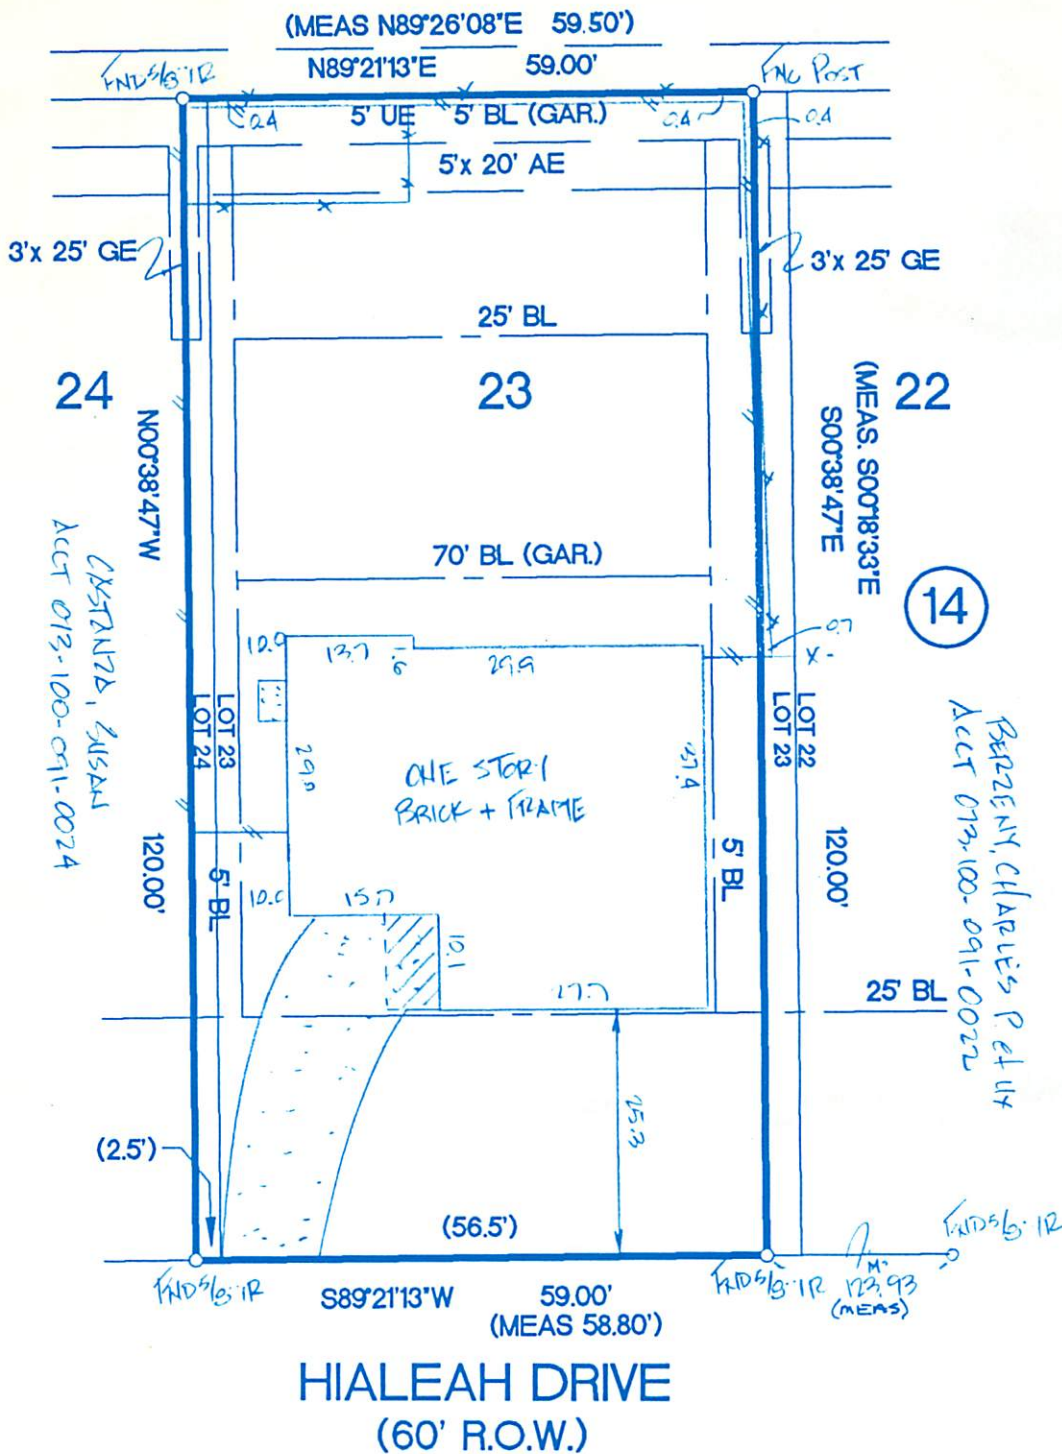 (MEAS N89°26'08"E 59.50')
N89°21'13"E 59.00'
FND 5/8" IR
FNC POST
0.4
5' UE 5' BL (GAR.)
0.4
0.4
5'x 20' AE
3'x 25' GE
3'x 25' GE
25' BL
24
23
22
N00°38'47"W
(MEAS. S00°18'33"E
S00°38'47"E
70' BL (GAR.)
14
CASTANZA, SUSAN
ACCT 073-100-091-0024
10.0
13.7
.6
29.9
0.7
LOT 24
LOT 23
LOT 22
LOT 23
29.0
ONE STORY
BRICK + FRAME
37.4
BERZENY, CHARLES P. et ux
ACCT 073-100-091-0022
120.00'
5' BL
5' BL
120.00'
10.0
15.7
10.1
27.7
25' BL
25.3
(2.5')
(56.5')
FND 5/8" IR
FND 5/8" IR
FND 5/8" IR
M-
123.93
(MEAS)
S89°21'13"W 59.00'
(MEAS 58.80')
HIALEAH DRIVE
(60' R.O.W.)